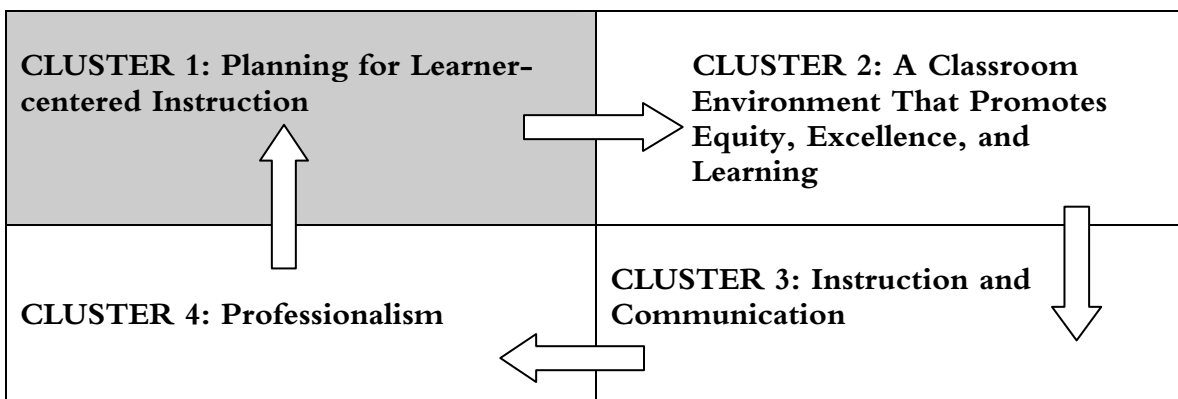 CLUSTER 1: Planning for Learner-
centered Instruction
CLUSTER 2: A Classroom
Environment That Promotes
Equity, Excellence, and
Learning
CLUSTER 3: Instruction and
Communication
CLUSTER 4: Professionalism